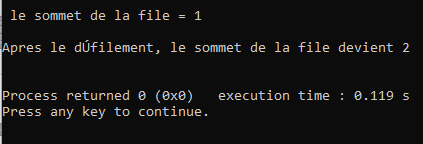 le sommet de la file = 1
Apres le dÚfilement, le sommet de la file devient 2
Process returned 0 (0x0)   execution time : 0.119 s
Press any key to continue.